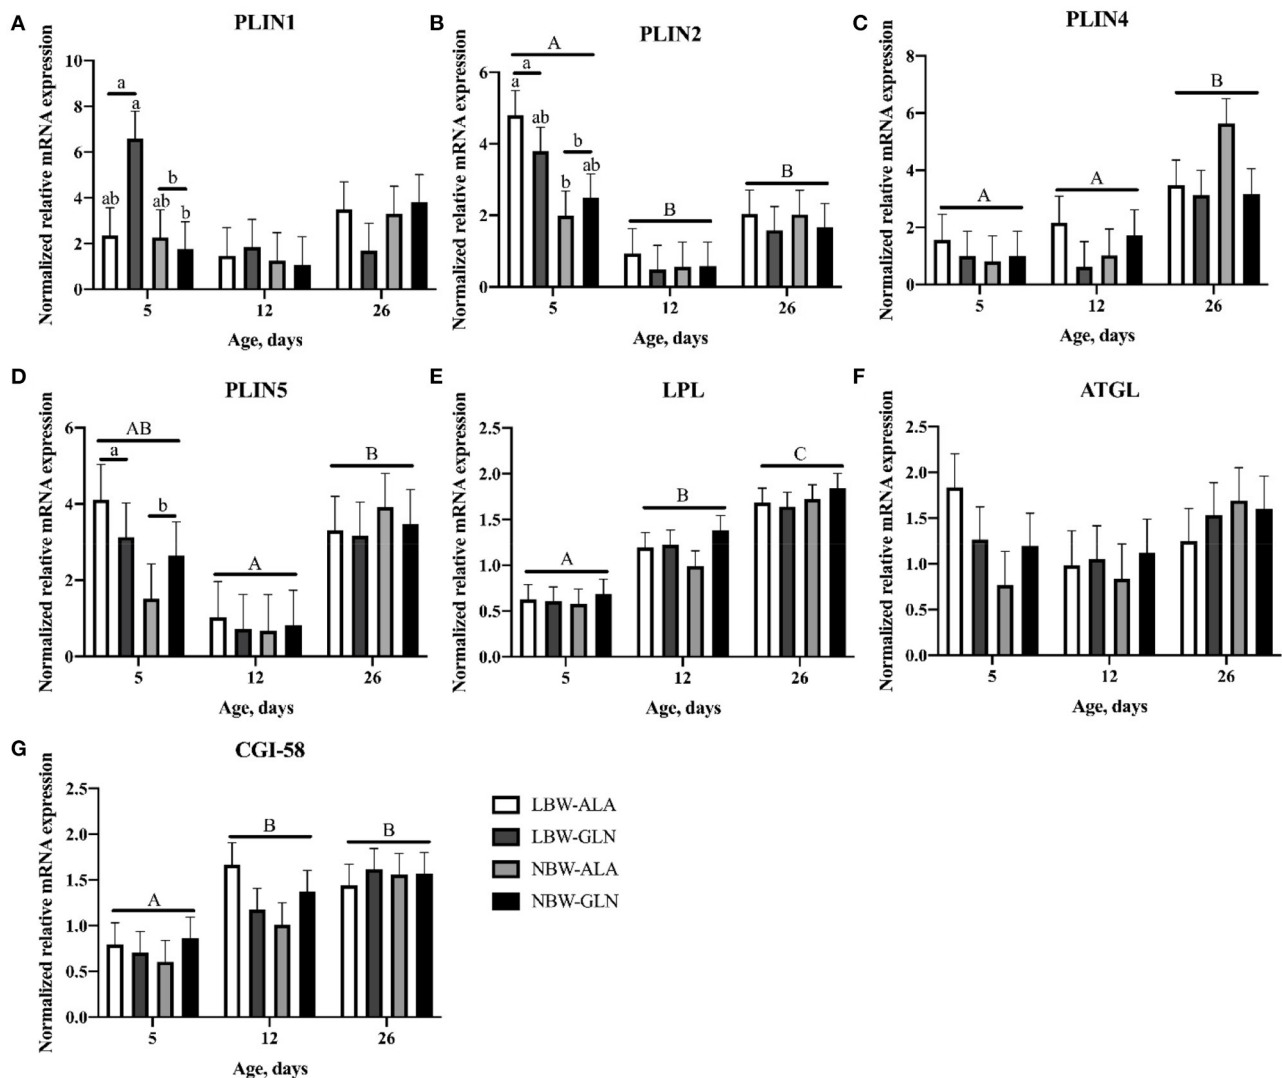 A
PLIN1
Normalized relative mRNA expression
10
8
6
4
2
0
a
a
ab
ab
b
b
5
12
26
Age, days
B
PLIN2
Normalized relative mRNA expression
6
4
2
0
A
a
a
ab
b
b
ab
B
B
5
12
26
Age, days
C
PLIN4
Normalized relative mRNA expression
8
6
4
2
0
A
A
B
5
12
26
Age, days
D
PLIN5
Normalized relative mRNA expression
6
4
2
0
AB
a
b
A
B
5
12
26
Age, days
E
LPL
Normalized relative mRNA expression
2.5
2.0
1.5
1.0
0.5
0.0
A
B
C
5
12
26
Age, days
F
ATGL
Normalized relative mRNA expression
2.5
2.0
1.5
1.0
0.5
0.0
5
12
26
Age, days
G
CGI-58
Normalized relative mRNA expression
2.5
2.0
1.5
1.0
0.5
0.0
A
B
B
5
12
26
Age, days
LBW-ALA
LBW-GLN
NBW-ALA
NBW-GLN